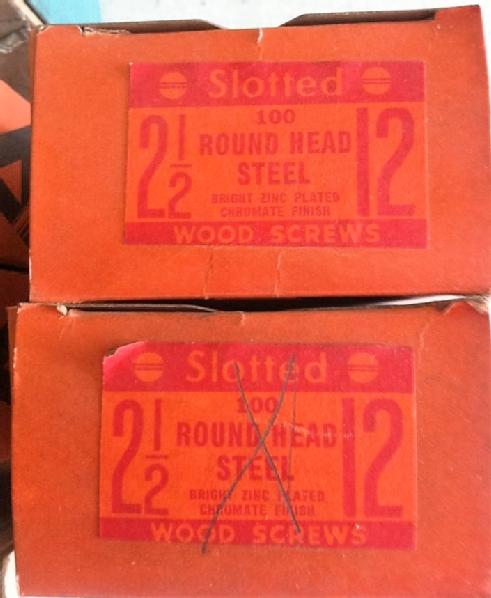 Slotted
100
2 1/2 ROUND HEAD 12
STEEL
BRIGHT ZINC PLATED
CHROMATE FINISH
WOOD SCREWS
Slotted
100
2 1/2 ROUND HEAD 12
STEEL
BRIGHT ZINC PLATED
CHROMATE FINISH
WOOD SCREWS